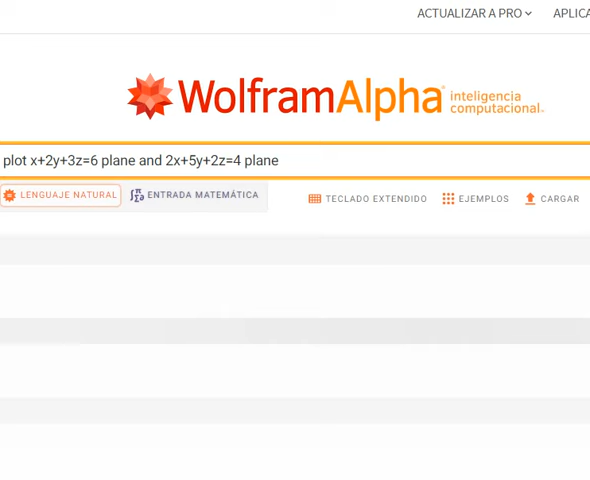 ACTUALIZAR A PRO
WolframAlpha inteligencia
computacional
plot x+2y+3z=6 plane and 2x+5y+2z=4 plane
LENGUAJE NATURAL ENTRADA MATEMÁTICA TECLADO EXTENDIDO EJEMPLOS CARGAR